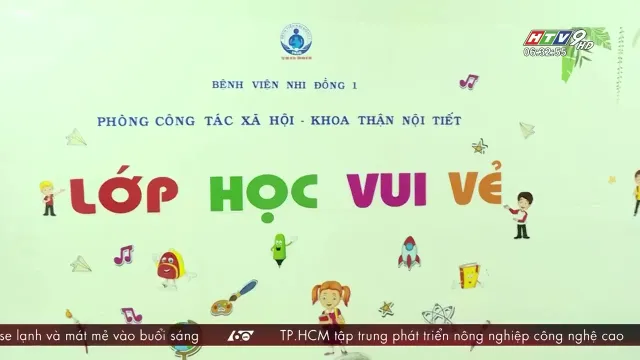 HTV9 HD
06:32:55
BỆNH VIỆN NHI ĐỒNG 1
PHÒNG CÔNG TÁC XÃ HỘI - KHOA THẬN NỘI TIẾT
LỚP HỌC VUI VẺ
se lạnh và mát mẻ vào buổi sáng
60
TP.HCM tập trung phát triển nông nghiệp công nghệ cao